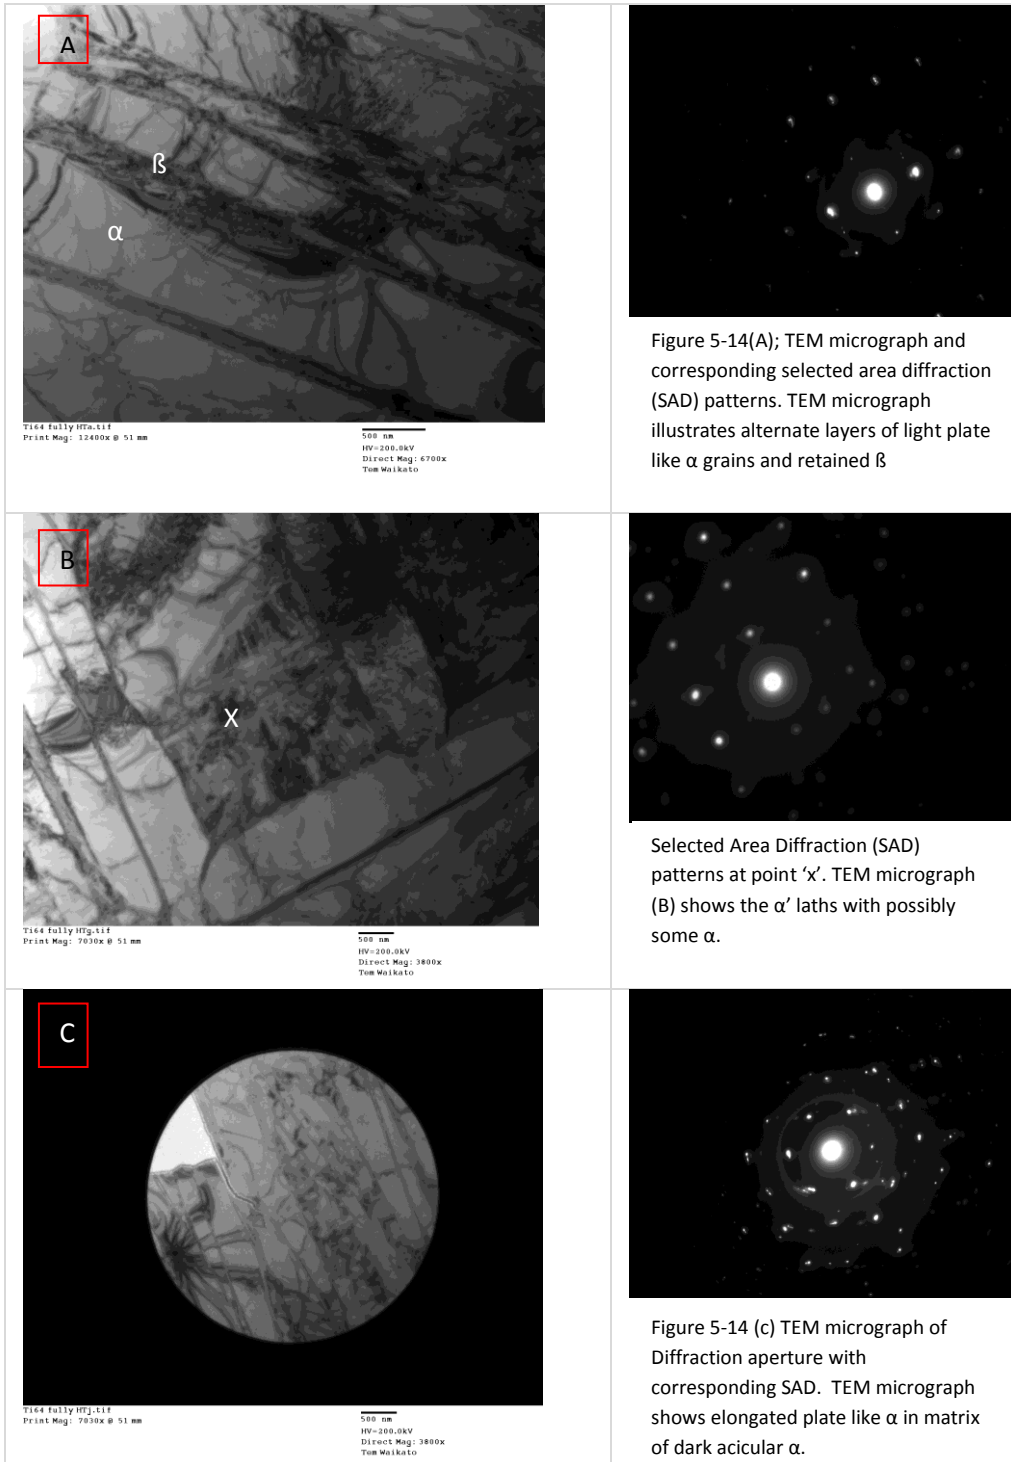 A
ß
α
Ti64 fully HTa.tif
Print Mag: 12400x @ 51 mm
500 nm
HV=200.0kV
Direct Mag: 6700x
Tem Waikato
Figure 5-14(A); TEM micrograph and
corresponding selected area diffraction
(SAD) patterns. TEM micrograph
illustrates alternate layers of light plate
like α grains and retained ß
B
X
Ti64 fully HTg.tif
Print Mag: 7030x @ 51 mm
500 nm
HV=200.0kV
Direct Mag: 3800x
Tem Waikato
Selected Area Diffraction (SAD)
patterns at point ‘x’. TEM micrograph
(B) shows the α’ laths with possibly
some α.
C
Ti64 fully HTj.tif
Print Mag: 7030x @ 51 mm
500 nm
HV=200.0kV
Direct Mag: 3800x
Tem Waikato
Figure 5-14 (c) TEM micrograph of
Diffraction aperture with
corresponding SAD.  TEM micrograph
shows elongated plate like α in matrix
of dark acicular α.